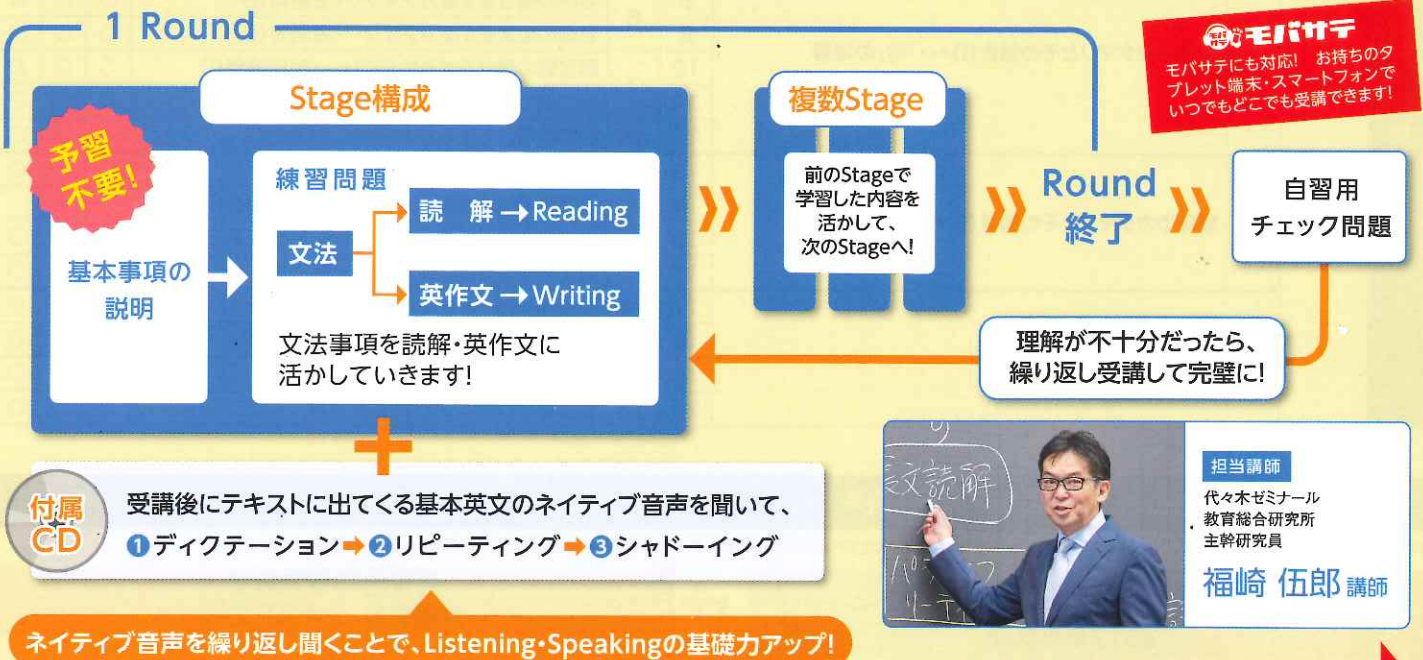 1 Round
モバサテ
モバサテ
モバサテにも対応! お持ちのタ
ブレット端末・スマートフォンで
いつでもどこでも受講できます!
Stage構成
予習
不要!
基本事項の
説明
練習問題
文法
読 解→Reading
英作文→Writing
文法事項を読解・英作文に
活かしていきます!
複数Stage
前のStageで
学習した内容を
活かして、
次のStageへ!
Round
終了
自習用
チェック問題
理解が不十分だったら、
繰り返し受講して完璧に!
付属
CD
受講後にテキストに出てくる基本英文のネイティブ音声を聞いて、
❶ディクテーション➡❷リピーティング➡❸シャドーイング
ネイティブ音声を繰り返し聞くことで、Listening・Speakingの基礎力アップ!
長文読解
担当講師
代々木ゼミナール
教育総合研究所
主幹研究員
福崎 伍郎 講師